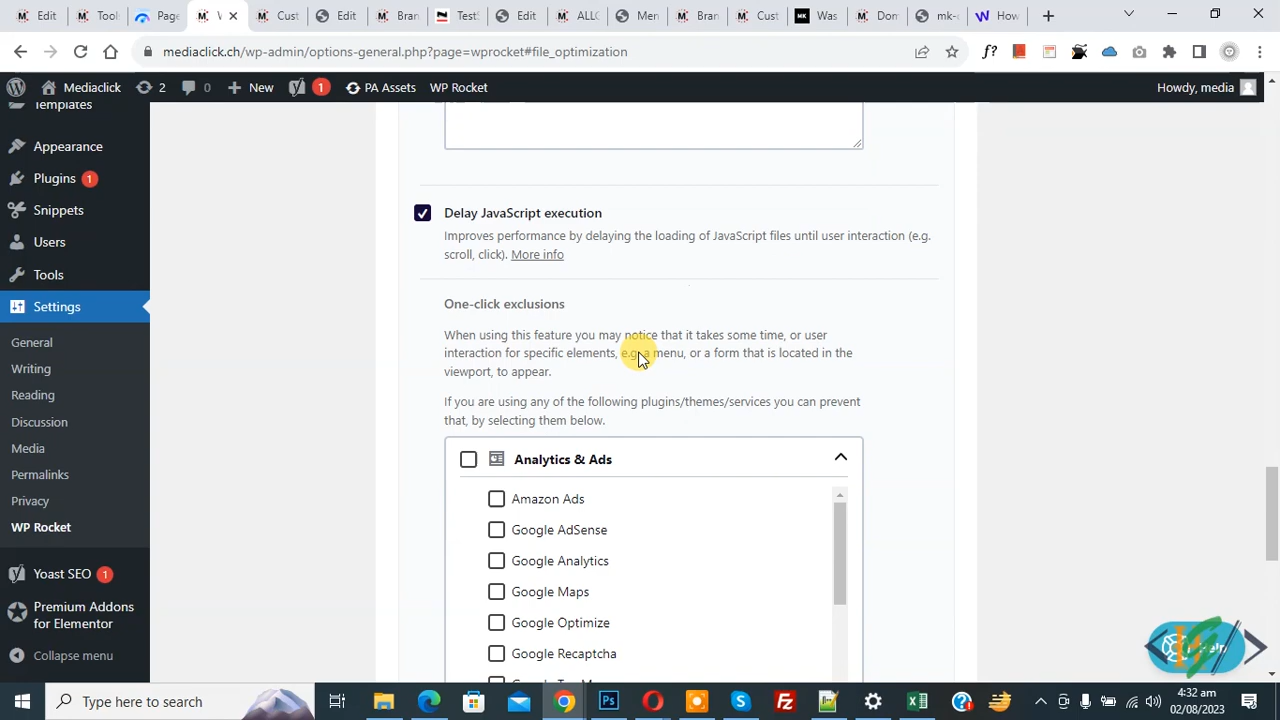 Edit
Tool
Page
W
Cust
Edit
Bran
Test
Edit
ALLC
Men
Bran
Cust
Was
Don
mk-c
How
mediaclick.ch/wp-admin/options-general.php?page=wprocket#file_optimization
Mediaclick 2 0 New 1 PA Assets WP Rocket Howdy, media
Templates
Appearance
Plugins 1
Snippets
Users
Tools
Settings
General
Writing
Reading
Discussion
Media
Permalinks
Privacy
WP Rocket
Yoast SEO 1
Premium Addons
for Elementor
Collapse menu
Delay JavaScript execution
Improves performance by delaying the loading of JavaScript files until user interaction (e.g.
scroll, click). More info
One-click exclusions
When using this feature you may notice that it takes some time, or user
interaction for specific elements, e.g. a menu, or a form that is located in the
viewport, to appear.
If you are using any of the following plugins/themes/services you can prevent
that, by selecting them below.
Analytics & Ads
Amazon Ads
Google AdSense
Google Analytics
Google Maps
Google Optimize
Google Recaptcha
Help
Type here to search
4:32 am
02/08/2023